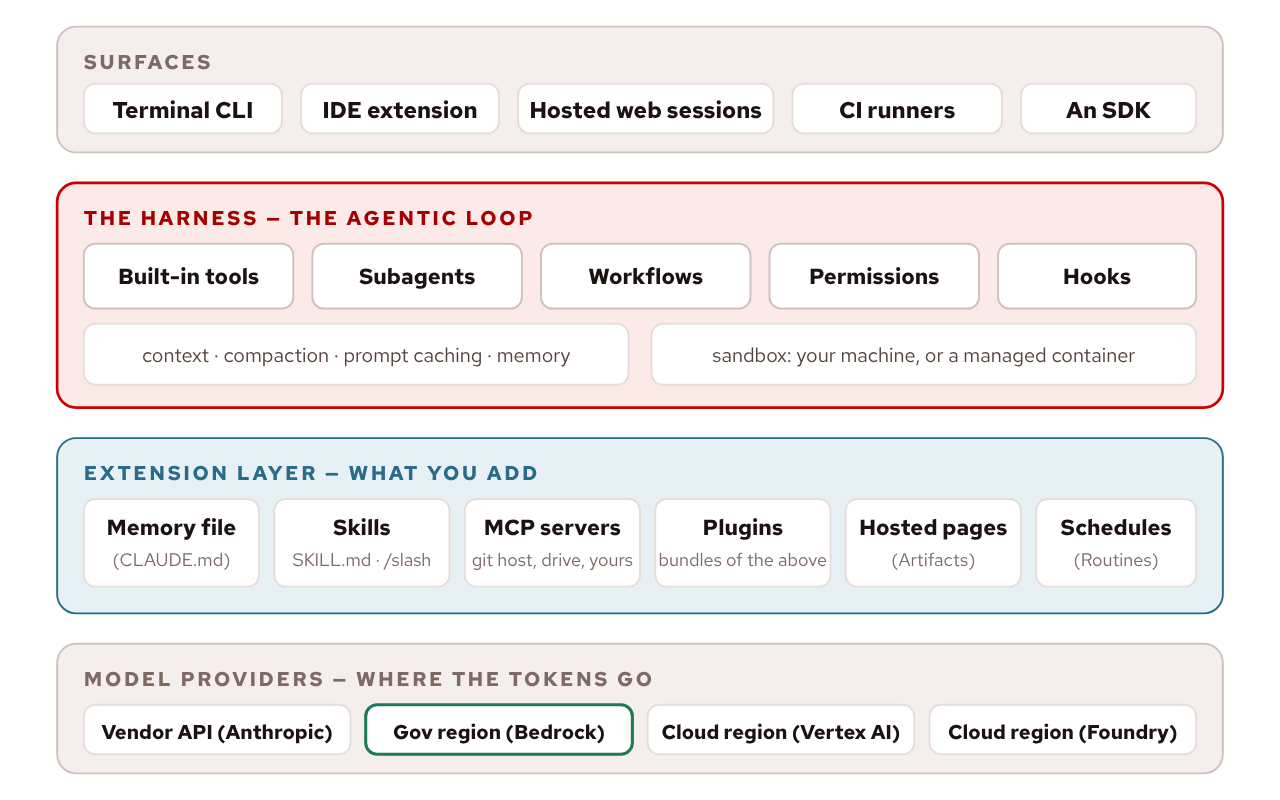 SURFACES
Terminal CLI
IDE extension
Hosted web sessions
CI runners
An SDK
THE HARNESS — THE AGENTIC LOOP
Built-in tools
Subagents
Workflows
Permissions
Hooks
context · compaction · prompt caching · memory
sandbox: your machine, or a managed container
EXTENSION LAYER — WHAT YOU ADD
Memory file
(CLAUDE.md)
Skills
SKILL.md · /slash
MCP servers
git host, drive, yours
Plugins
bundles of the above
Hosted pages
(Artifacts)
Schedules
(Routines)
MODEL PROVIDERS — WHERE THE TOKENS GO
Vendor API (Anthropic)
Gov region (Bedrock)
Cloud region (Vertex AI)
Cloud region (Foundry)